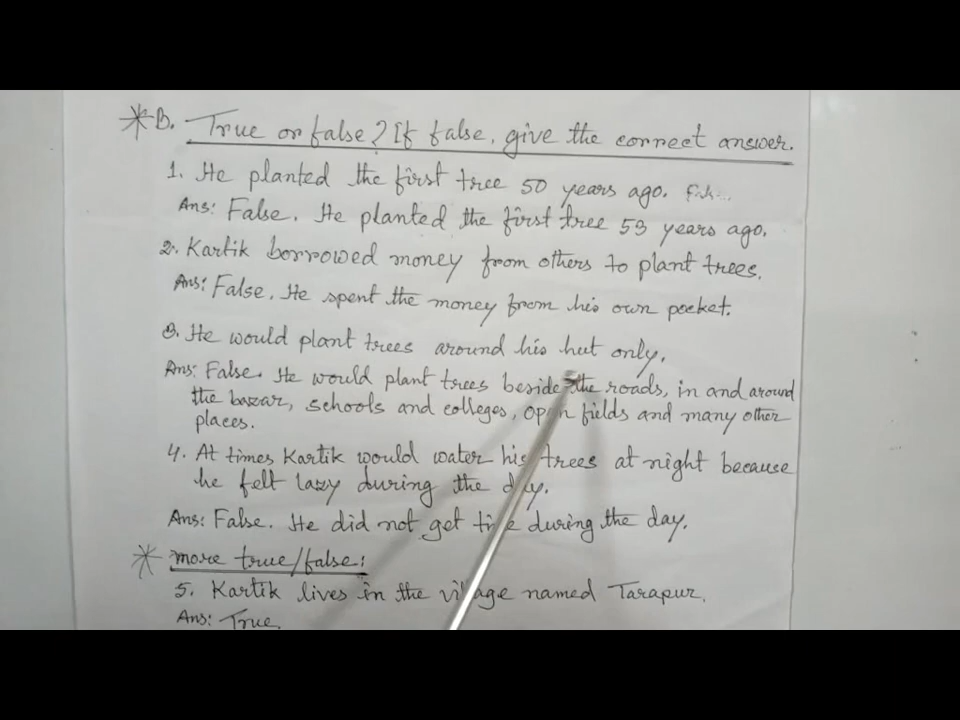 *B. True or false? If false, give the correct answer.
1. He planted the first tree 50 years ago.
Ans: False. He planted the first tree 53 years ago.
2. Kartik borrowed money from others to plant trees.
Ans: False. He spent the money from his own pocket.
3. He would plant trees around his hut only.
Ans: False. He would plant trees beside the roads, in and around
the bazar, schools and colleges, open fields and many other
places.
4. At times Kartik would water his trees at night because
he felt lazy during the day.
Ans: False. He did not get time during the day.
* more true/false:
5. Kartik lives in the village named Tarapur.
Ans: True.